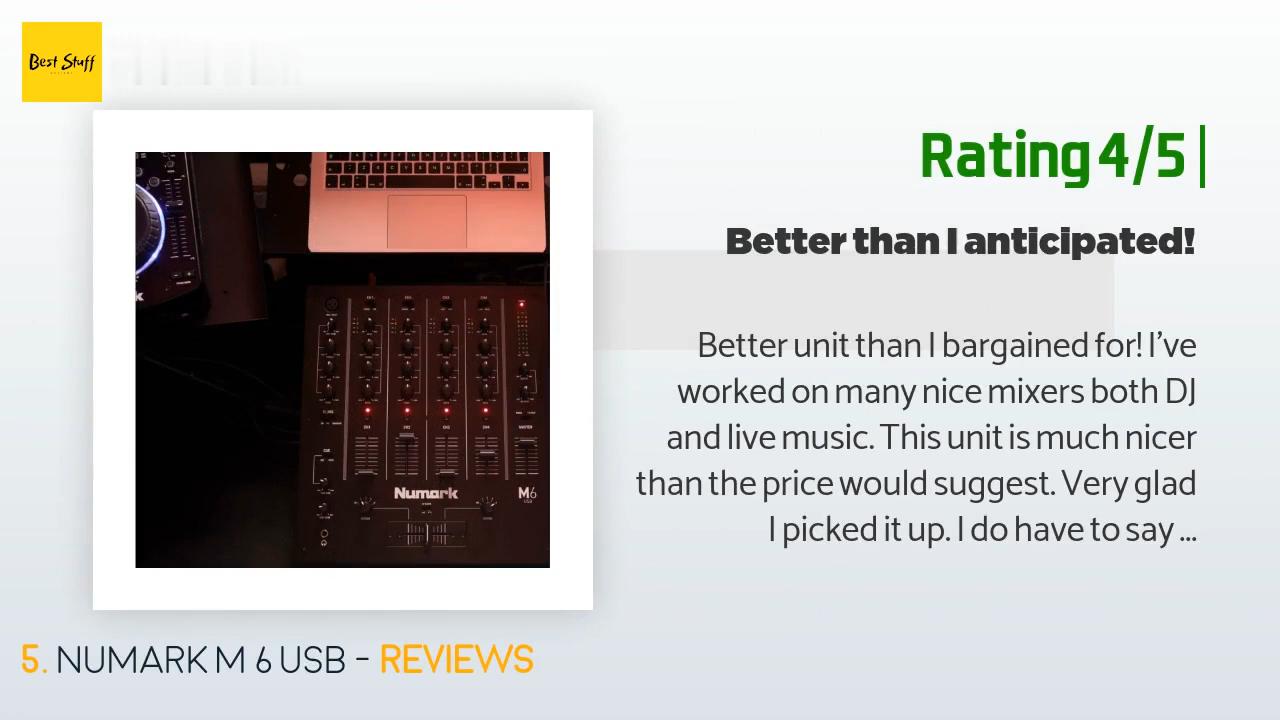 Best Stuff
Rating 4/5
Better than I anticipated!
Better unit than I bargained for! I've
worked on many nice mixers both DJ
and live music. This unit is much nicer
than the price would suggest. Very glad
I picked it up. I do have to say ...
Numark
M6
USB
5. NUMARK M 6 USB - REVIEWS